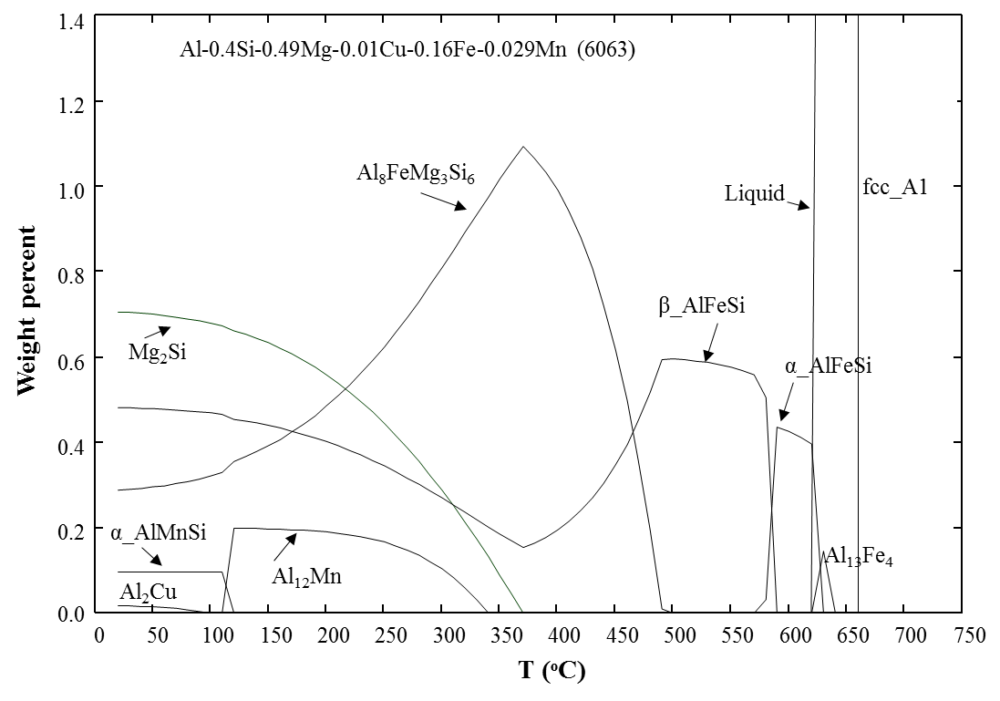 1.4
Al-0.4Si-0.49Mg-0.01Cu-0.16Fe-0.029Mn (6063)
1.2
Al₈FeMg₃Si₆
1.0
Liquid
fcc_A1
0.8
β_AlFeSi
Weight percent
Mg₂Si
0.6
α_AlFeSi
0.4
α_AlMnSi
0.2
Al₁₃Fe₄
Al₁₂Mn
Al₂Cu
0.0
0 50 100 150 200 250 300 350 400 450 500 550 600 650 700 750
T (°C)